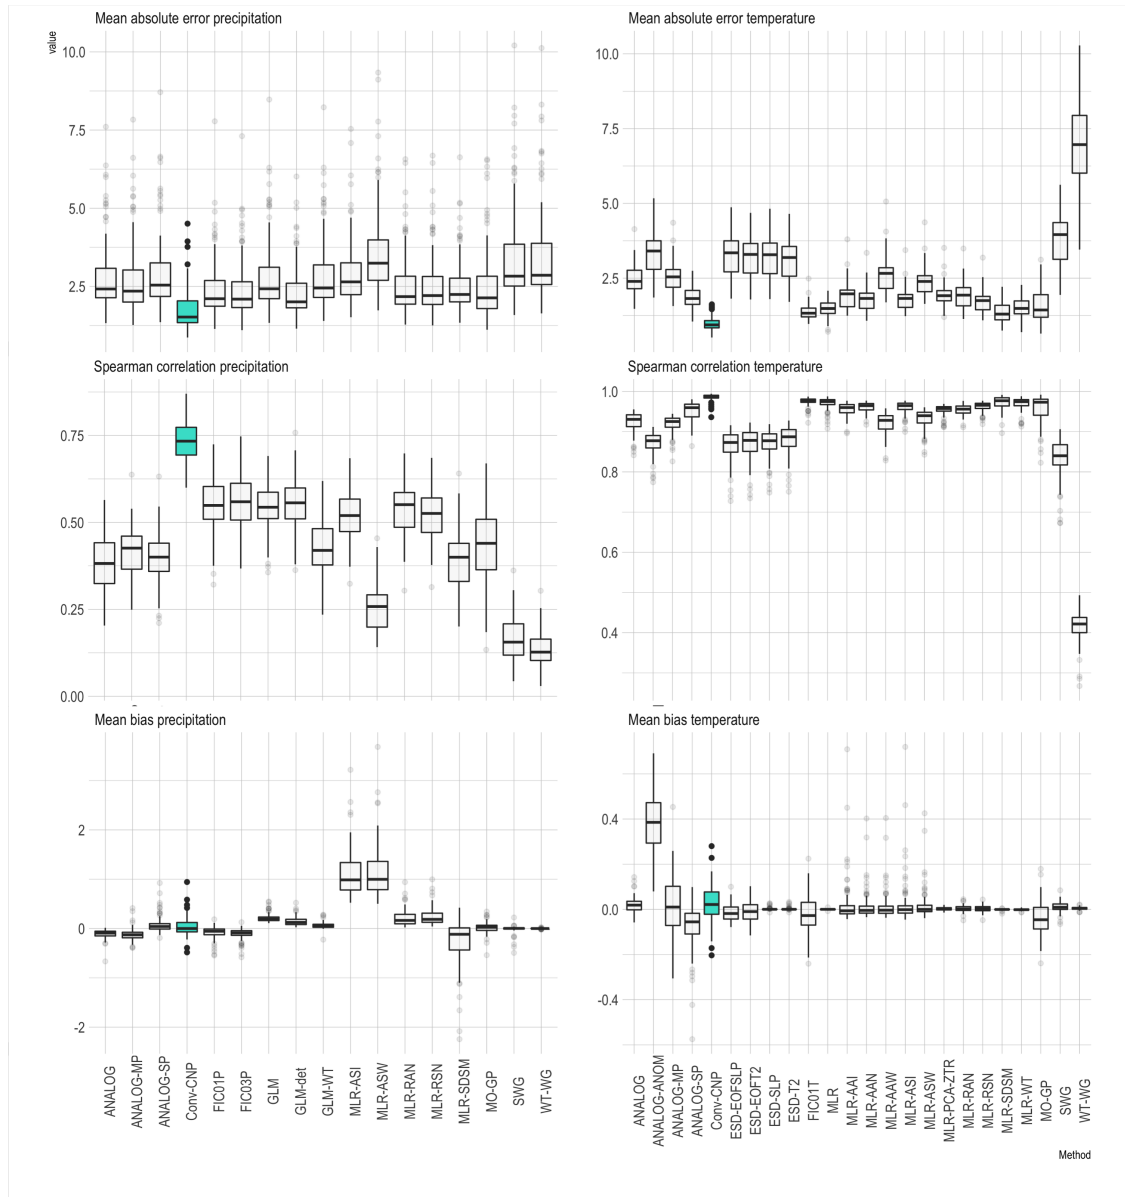 Mean absolute error precipitation
value
10.0
7.5
5.0
2.5
Mean absolute error temperature
10.0
7.5
5.0
2.5
Spearman correlation precipitation
0.75
0.50
0.25
0.00
Spearman correlation temperature
1.0
0.8
0.6
0.4
Mean bias precipitation
2
0
-2
ANALOG
ANALOG-MP
ANALOG-SP
Conv-CNP
FIC01P
FIC03P
GLM
GLM-det
GLM-WT
MLR-ASI
MLR-ASW
MLR-RAN
MLR-RSN
MLR-SDSM
MO-GP
SWG
WT-WG
Mean bias temperature
0.4
0.0
-0.4
ANALOG
ANALOG-ANOM
ANALOG-MP
ANALOG-SP
Conv-CNP
ESD-EOFSLP
ESD-EOFT2
ESD-SLP
ESD-T2
FIC01T
MLR
MLR-AAI
MLR-AAN
MLR-AAW
MLR-ASI
MLR-ASW
MLR-PCA-ZTR
MLR-RAN
MLR-RSN
MLR-SDSM
MLR-WT
MO-GP
SWG
WT-WG
Method